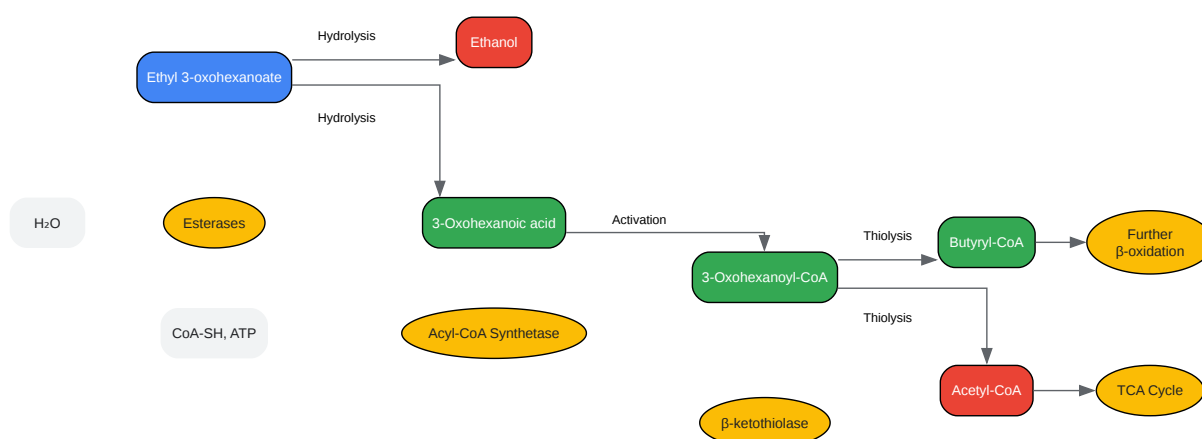 Hydrolysis
Ethanol
Ethyl 3-oxohexanoate
Hydrolysis
H₂O
Esterases
3-Oxohexanoic acid
Activation
Thiolysis
Butyryl-CoA
Further
β-oxidation
3-Oxohexanoyl-CoA
Thiolysis
CoA-SH, ATP
Acyl-CoA Synthetase
Acetyl-CoA
TCA Cycle
β-ketothiolase